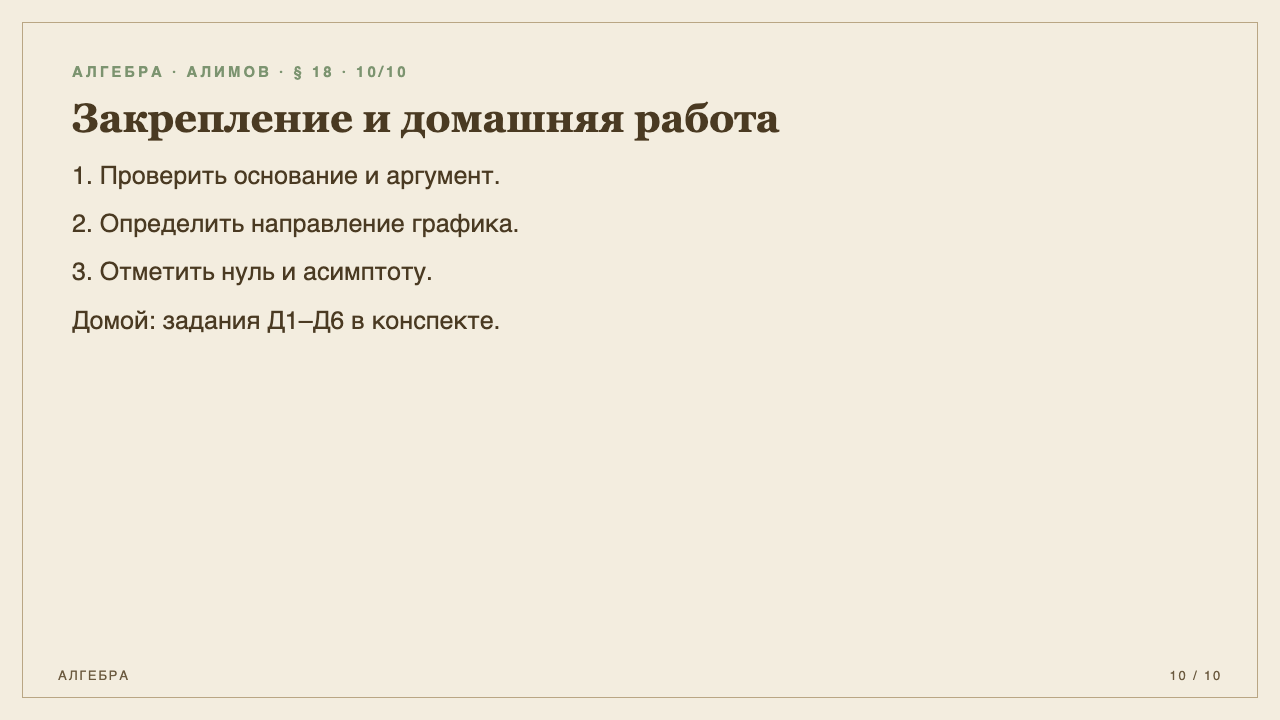 АЛГЕБРА · АЛИМОВ · § 18 · 10/10
Закрепление и домашняя работа
1. Проверить основание и аргумент.
2. Определить направление графика.
3. Отметить нуль и асимптоту.
Домой: задания Д1–Д6 в конспекте.
АЛГЕБРА
10 / 10